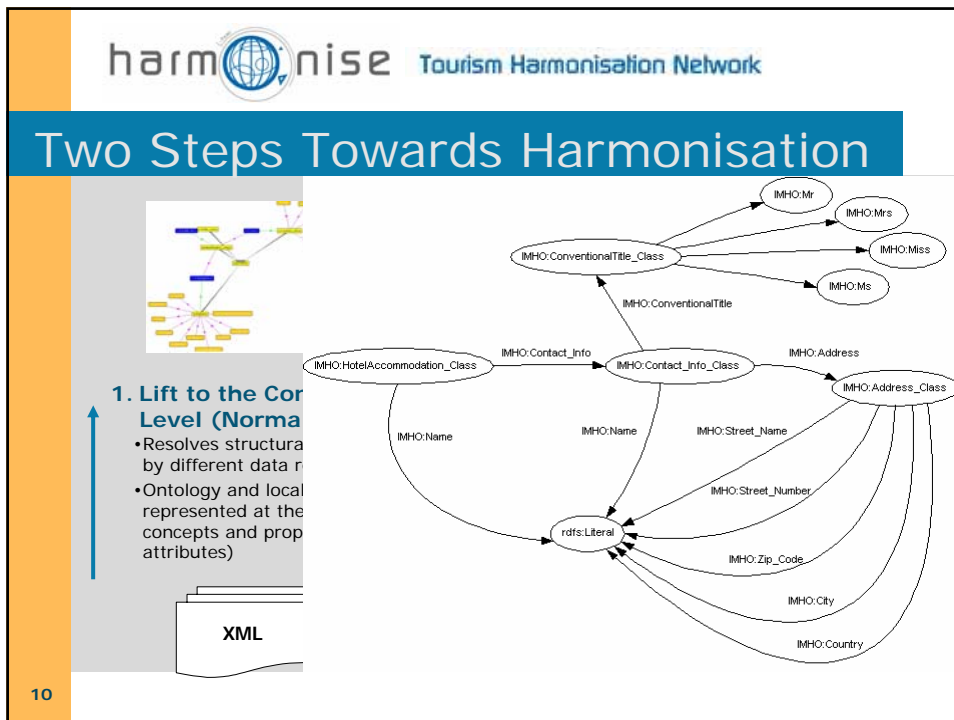 harmonise Tourism Harmonisation Network
Two Steps Towards Harmonisation
IMHO:Mr
IMHO:Mrs
IMHO:Miss
IMHO:Ms
IMHO:ConventionalTitle_Class
IMHO:ConventionalTitle
IMHO:HotelAccommodation_Class
IMHO:Contact_Info
IMHO:Contact_Info_Class
IMHO:Address
IMHO:Address_Class
IMHO:Name
IMHO:Name
IMHO:Street_Name
IMHO:Street_Number
rdfs:Literal
IMHO:Zip_Code
IMHO:City
IMHO:Country
1. Lift to the Con
Level (Norma
•Resolves structura
by different data r
•Ontology and local
represented at the
concepts and prop
attributes)
XML
10